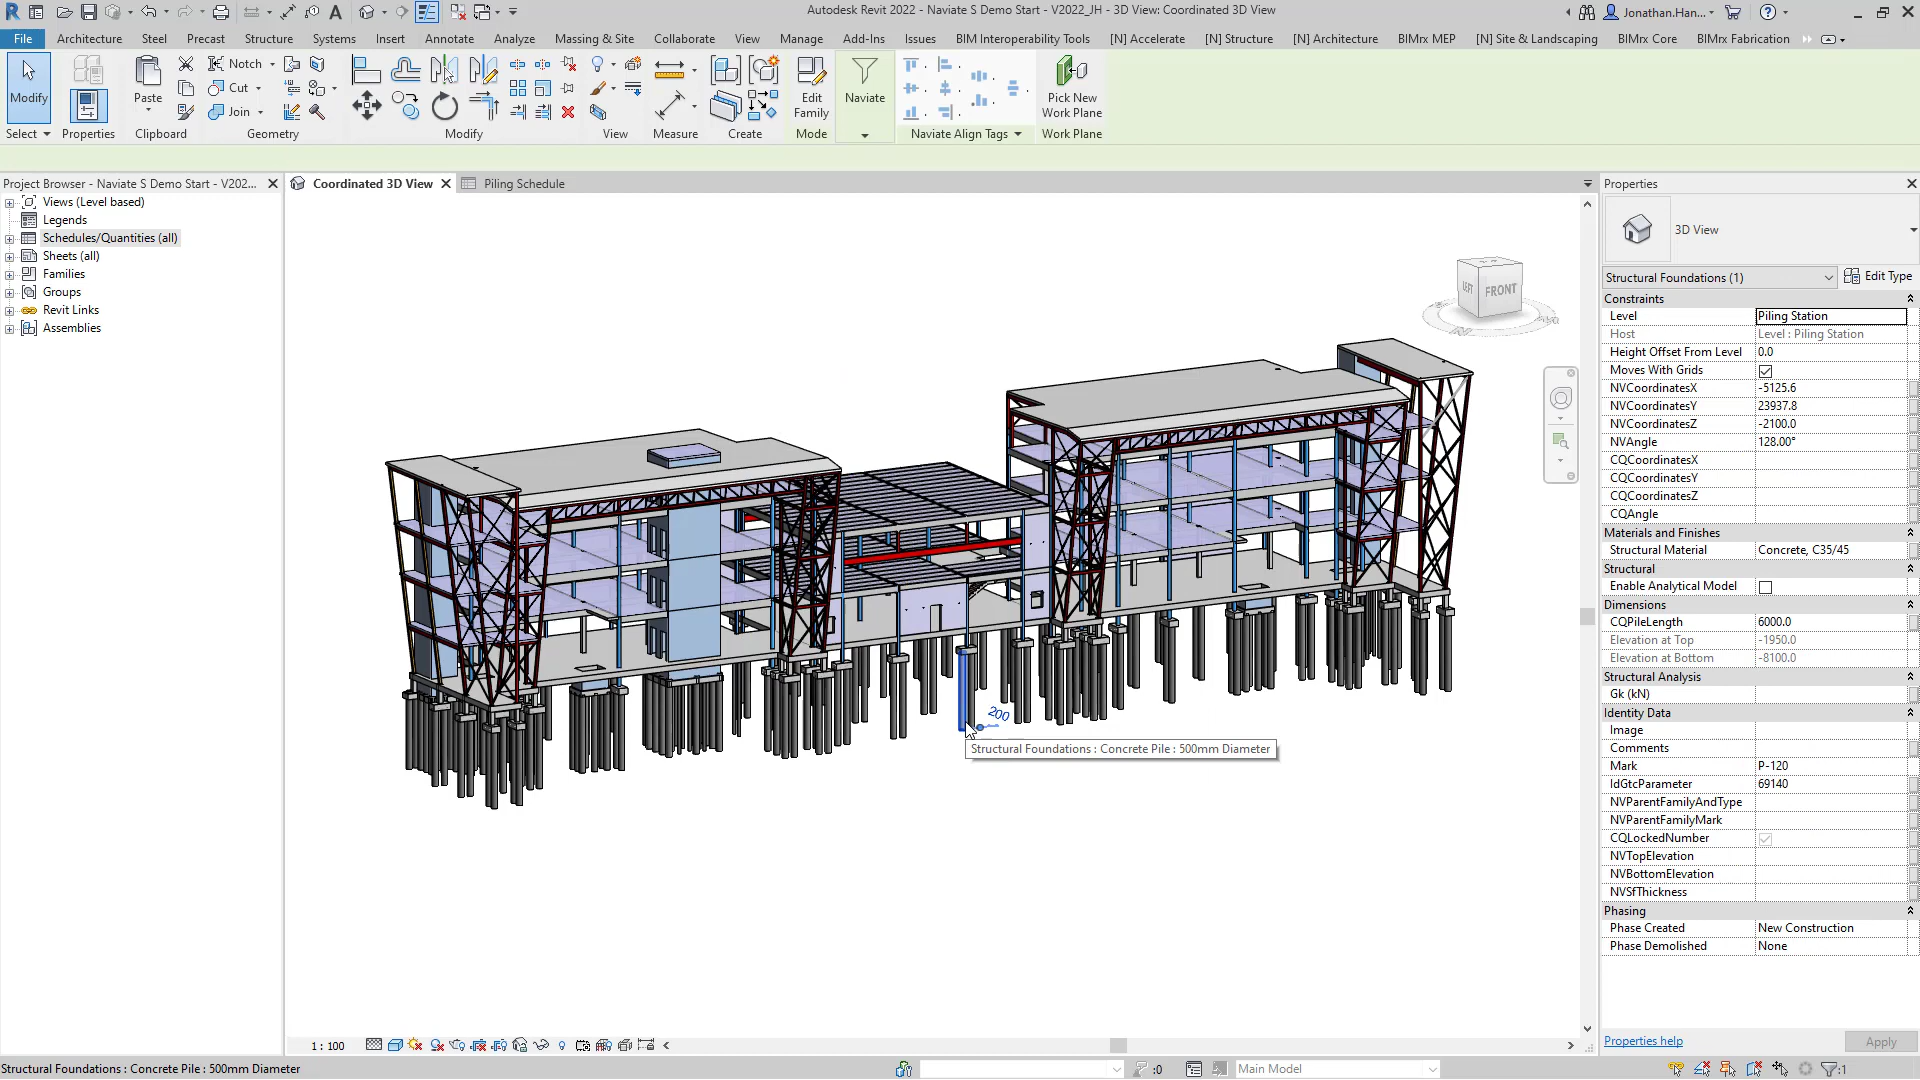 Autodesk Revit 2022 - Naviate S Demo Start - V2022_JH - 3D View: Coordinated 3D View
Jonathan.Han...
File Architecture Steel Precast Structure Systems Insert Annotate Analyze Massing & Site Collaborate View Manage Add-Ins Issues BIM Interoperability Tools [N] Accelerate [N] Structure [N] Architecture BIMrx MEP [N] Site & Landscaping BIMrx Core BIMrx Fabrication
Modify
Paste
Notch
Cut
Join
Edit Family
Naviate
Pick New Work Plane
Select Properties Clipboard Geometry Modify View Measure Create Mode Naviate Align Tags Work Plane
Project Browser - Naviate S Demo Start - V202...
Views (Level based)
Legends
Schedules/Quantities (all)
Sheets (all)
Families
Groups
Revit Links
Assemblies
Coordinated 3D View
Piling Schedule
LEFT
FRONT
200
Structural Foundations : Concrete Pile : 500mm Diameter
Properties
3D View
Structural Foundations (1)
Edit Type
Constraints
Level Piling Station
Host Level : Piling Station
Height Offset From Level 0.0
Moves With Grids
NVCoordinatesX -5125.6
NVCoordinatesY 23937.8
NVCoordinatesZ -2100.0
NVAngle 128.00°
CQCoordinatesX
CQCoordinatesY
CQCoordinatesZ
CQAngle
Materials and Finishes
Structural Material Concrete, C35/45
Structural
Enable Analytical Model
Dimensions
CQPileLength 6000.0
Elevation at Top -1950.0
Elevation at Bottom -8100.0
Structural Analysis
Gk (kN)
Identity Data
Image
Comments
Mark P-120
IdGtcParameter 69140
NVParentFamilyAndType
NVParentFamilyMark
CQLockedNumber
NVTopElevation
NVBottomElevation
NVSfThickness
Phasing
Phase Created New Construction
Phase Demolished None
Properties help
Apply
1 : 100
Structural Foundations : Concrete Pile : 500mm Diameter
:0
Main Model
:1